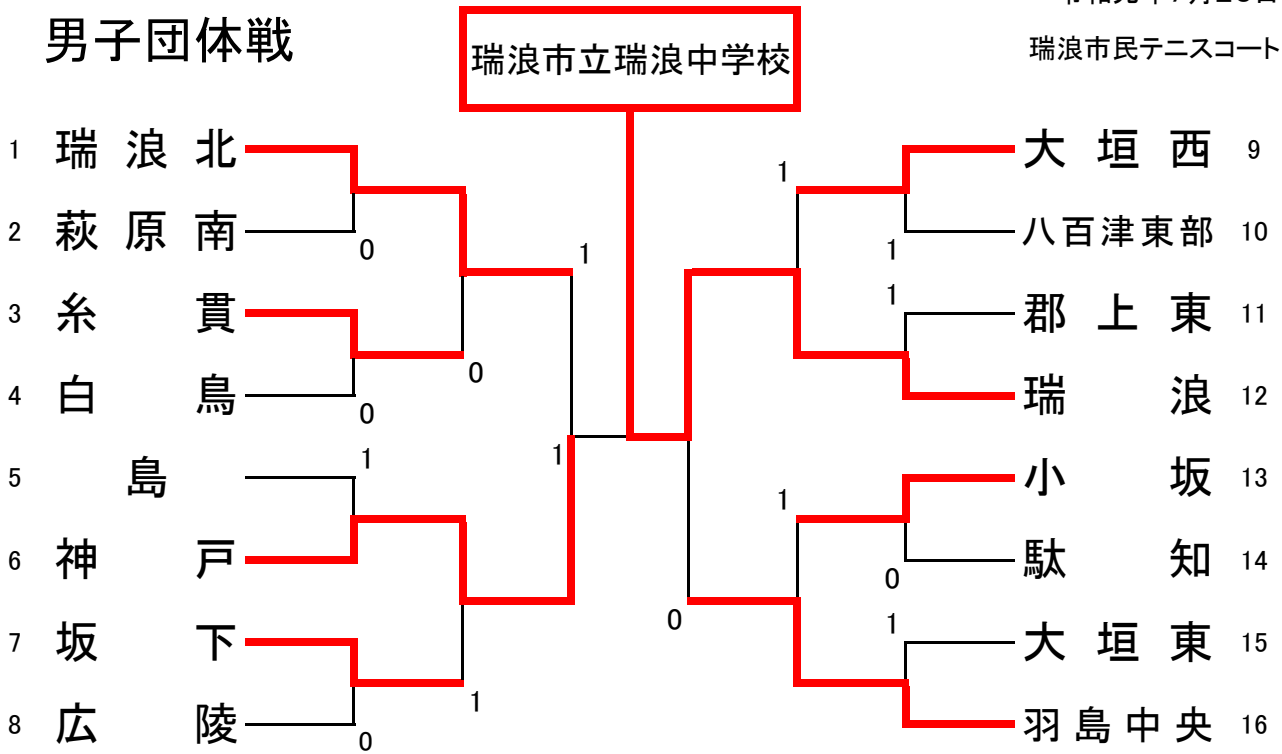 男子団体戦
瑞浪市立瑞浪中学校
瑞浪市民テニスコート
1 瑞浪北
2 萩原南
0
3 糸貫
4 白鳥
0
0
1
5 島
1
6 神戸
7 坂下
8 広陵
0
1
1
大垣西 9
八百津東部 10
1
1
郡上東 11
1
瑞浪 12
小坂 13
1
駄知 14
0
大垣東 15
1
羽島中央 16
0